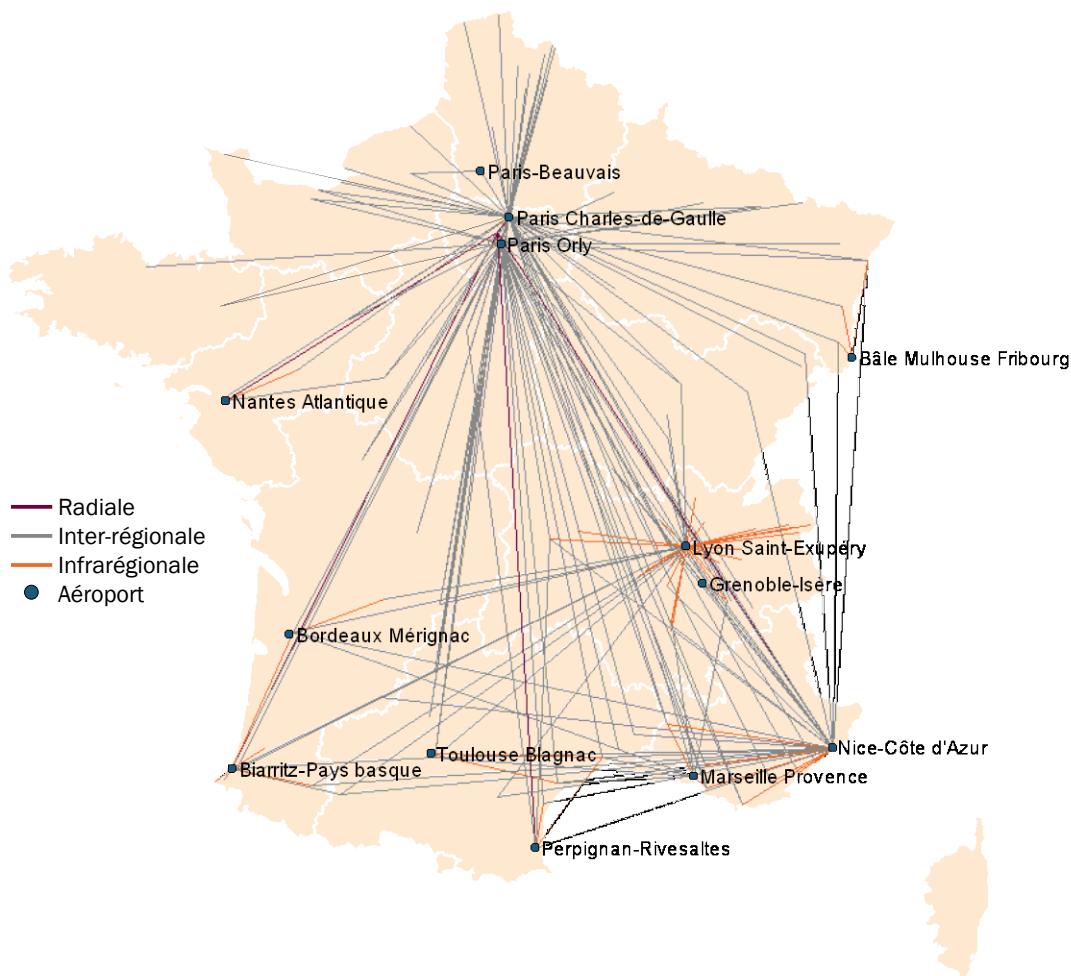 Paris-Beauvais
Paris Charles-de-Gaulle
Paris Orly
Bâle Mulhouse Fribourg
Nantes Atlantique
Radiale
Inter-régionale
Infrarégionale
Aéroport
Lyon Saint-Exupéry
Grenoble-Isère
Bordeaux Mérignac
Nice-Côte d'Azur
Toulouse Blagnac
Biarritz-Pays basque
Marseille Provence
Perpignan-Rivesaltes